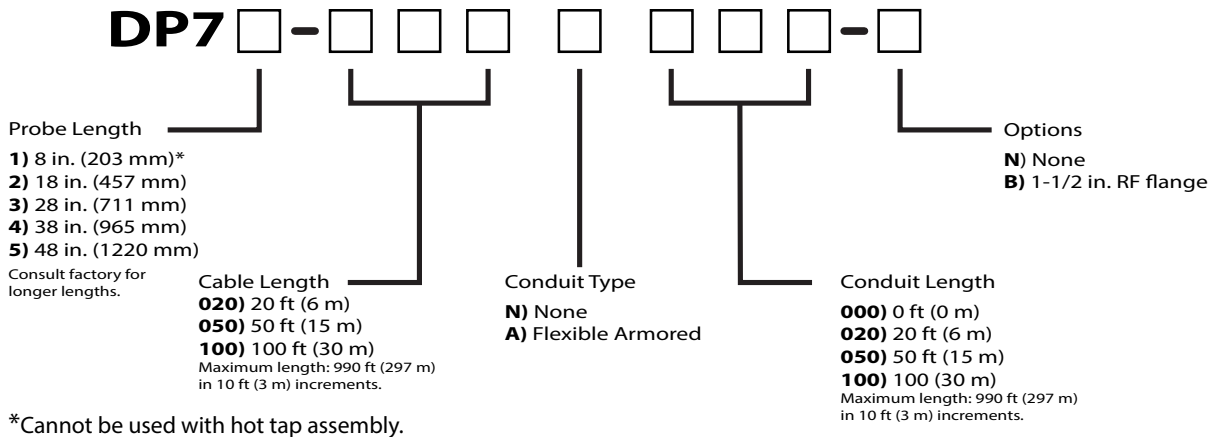 DP7 - -
Probe Length
1) 8 in. (203 mm)*
2) 18 in. (457 mm)
3) 28 in. (711 mm)
4) 38 in. (965 mm)
5) 48 in. (1220 mm)
Consult factory for
longer lengths.
Cable Length
020) 20 ft (6 m)
050) 50 ft (15 m)
100) 100 ft (30 m)
Maximum length: 990 ft (297 m)
in 10 ft (3 m) increments.
Conduit Type
N) None
A) Flexible Armored
Conduit Length
000) 0 ft (0 m)
020) 20 ft (6 m)
050) 50 ft (15 m)
100) 100 (30 m)
Maximum length: 990 ft (297 m)
in 10 ft (3 m) increments.
Options
N) None
B) 1-1/2 in. RF flange
*Cannot be used with hot tap assembly.